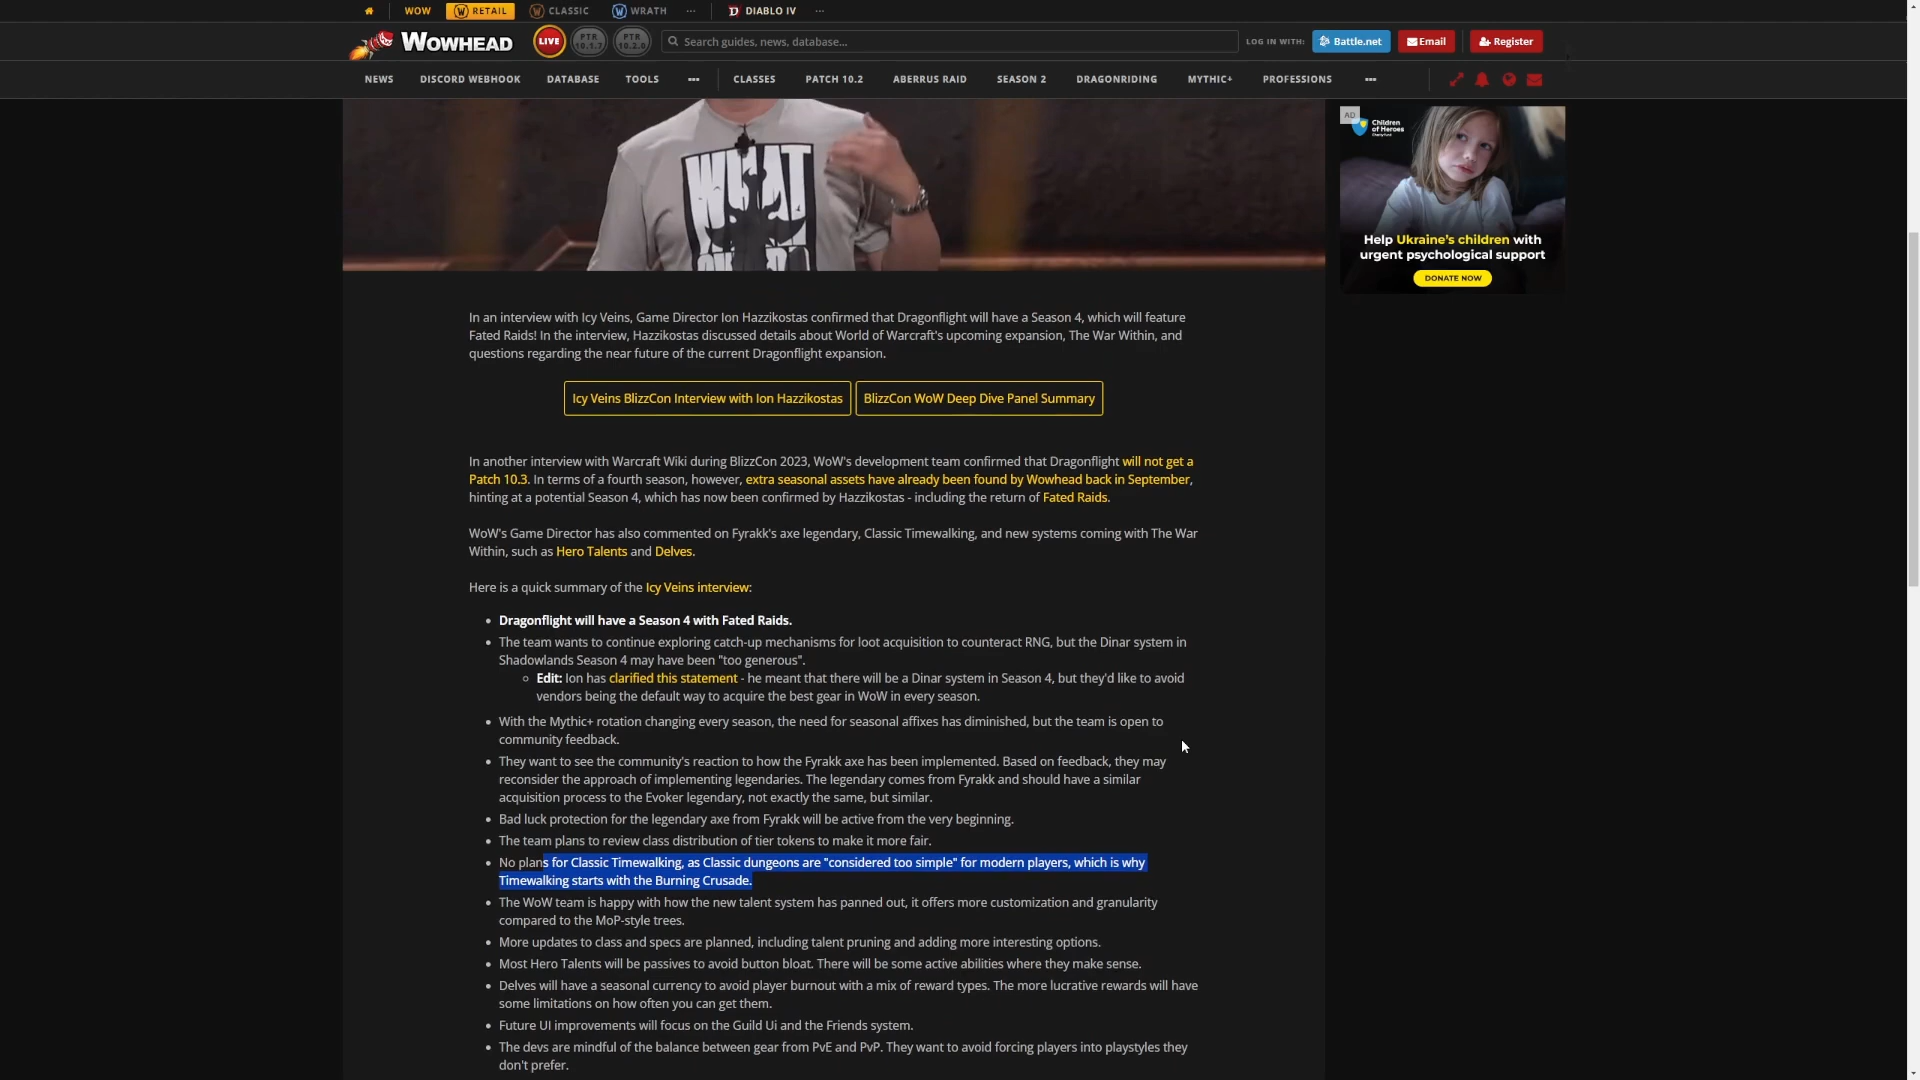 WOW RETAIL CLASSIC WRATH ··· DIABLO IV ···
WOWHEAD LIVE PTR 10.1.7 PTR 10.2.0 Search guides, news, database... LOG IN WITH: Battle.net Email Register
NEWS DISCORD WEBHOOK DATABASE TOOLS ··· CLASSES PATCH 10.2 ABERRUS RAID SEASON 2 DRAGONRIDING MYTHIC+ PROFESSIONS ···
WHAT
AD
Children
of Heroes
Help Ukraine's children with
urgent psychological support
DONATE NOW
In an interview with Icy Veins, Game Director Ion Hazzikostas confirmed that Dragonflight will have a Season 4, which will feature
Fated Raids! In the interview, Hazzikostas discussed details about World of Warcraft's upcoming expansion, The War Within, and
questions regarding the near future of the current Dragonflight expansion.
Icy Veins BlizzCon Interview with Ion Hazzikostas BlizzCon WoW Deep Dive Panel Summary
In another interview with Warcraft Wiki during BlizzCon 2023, WoW's development team confirmed that Dragonflight will not get a
Patch 10.3. In terms of a fourth season, however, extra seasonal assets have already been found by Wowhead back in September,
hinting at a potential Season 4, which has now been confirmed by Hazzikostas - including the return of Fated Raids.
WoW's Game Director has also commented on Fyrakk's axe legendary, Classic Timewalking, and new systems coming with The War
Within, such as Hero Talents and Delves.
Here is a quick summary of the Icy Veins interview:
• Dragonflight will have a Season 4 with Fated Raids.
• The team wants to continue exploring catch-up mechanisms for loot acquisition to counteract RNG, but the Dinar system in
Shadowlands Season 4 may have been "too generous".
◦ Edit: Ion has clarified this statement - he meant that there will be a Dinar system in Season 4, but they'd like to avoid
vendors being the default way to acquire the best gear in WoW in every season.
• With the Mythic+ rotation changing every season, the need for seasonal affixes has diminished, but the team is open to
community feedback.
• They want to see the community's reaction to how the Fyrakk axe has been implemented. Based on feedback, they may
reconsider the approach of implementing legendaries. The legendary comes from Fyrakk and should have a similar
acquisition process to the Evoker legendary, not exactly the same, but similar.
• Bad luck protection for the legendary axe from Fyrakk will be active from the very beginning.
• The team plans to review class distribution of tier tokens to make it more fair.
• No plans for Classic Timewalking, as Classic dungeons are "considered too simple" for modern players, which is why
Timewalking starts with the Burning Crusade.
• The WoW team is happy with how the new talent system has panned out, it offers more customization and granularity
compared to the MoP-style trees.
• More updates to class and specs are planned, including talent pruning and adding more interesting options.
• Most Hero Talents will be passives to avoid button bloat. There will be some active abilities where they make sense.
• Delves will have a seasonal currency to avoid player burnout with a mix of reward types. The more lucrative rewards will have
some limitations on how often you can get them.
• Future UI improvements will focus on the Guild Ui and the Friends system.
• The devs are mindful of the balance between gear from PvE and PvP. They want to avoid forcing players into playstyles they
don't prefer.